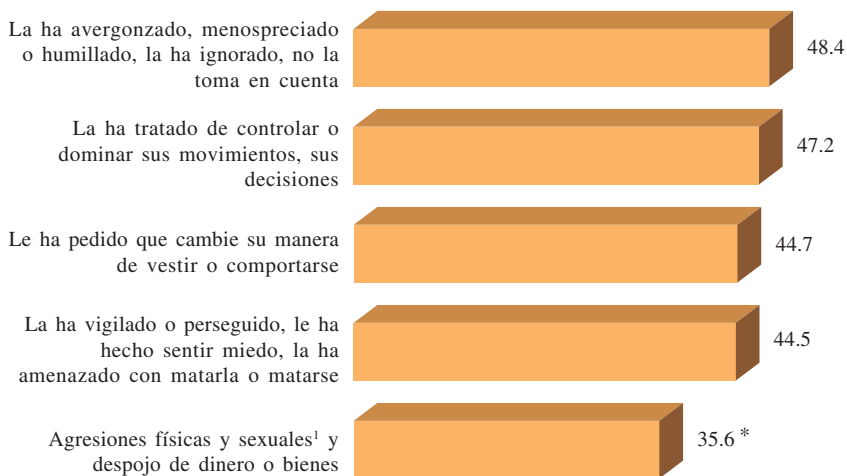 La ha avergonzado, menospreciado
o humillado, la ha ignorado, no la
toma en cuenta
48.4
La ha tratado de controlar o
dominar sus movimientos, sus
decisiones
47.2
Le ha pedido que cambie su manera
de vestir o comportarse
44.7
La ha vigilado o perseguido, le ha
hecho sentir miedo, la ha
amenazado con matarla o matarse
44.5
Agresiones físicas y sexuales¹ y
despojo de dinero o bienes
35.6 *